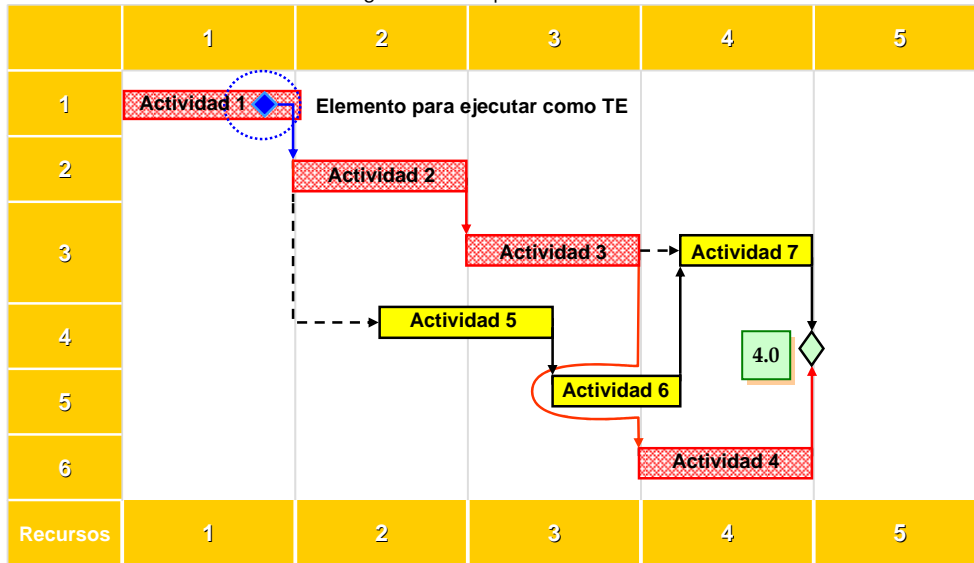 1 2 3 4 5
1 Actividad 1 Elemento para ejecutar como TE
2 Actividad 2
3 Actividad 3 Actividad 7
4 Actividad 5
4.0
5 Actividad 6
6 Actividad 4
Recursos 1 2 3 4 5